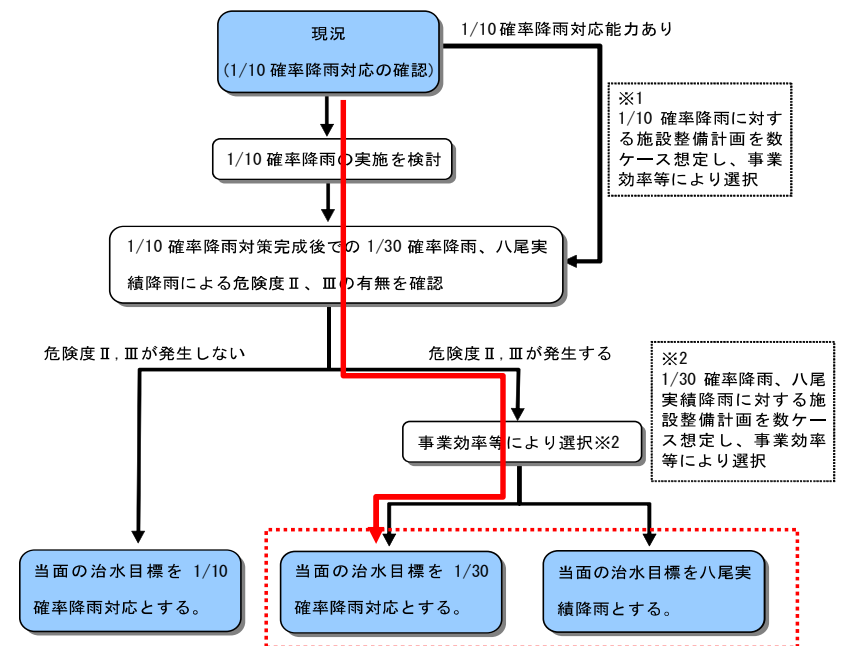 現況
(1/10 確率降雨対応の確認)
1/10 確率降雨対応能力あり
※1
1/10 確率降雨に対す
る施設整備計画を数
ケース想定し、事業
効率等により選択
1/10 確率降雨の実施を検討
1/10 確率降雨対策完成後での 1/30 確率降雨、八尾実
績降雨による危険度Ⅱ、Ⅲの有無を確認
危険度Ⅱ,Ⅲが発生しない
危険度Ⅱ,Ⅲが発生する
※2
1/30 確率降雨、八尾
実績降雨に対する施
設整備計画を数ケー
ス想定し、事業効率
等により選択
事業効率等により選択※2
当面の治水目標を 1/10
確率降雨対応とする。
当面の治水目標を 1/30
確率降雨対応とする。
当面の治水目標を八尾実
績降雨とする。